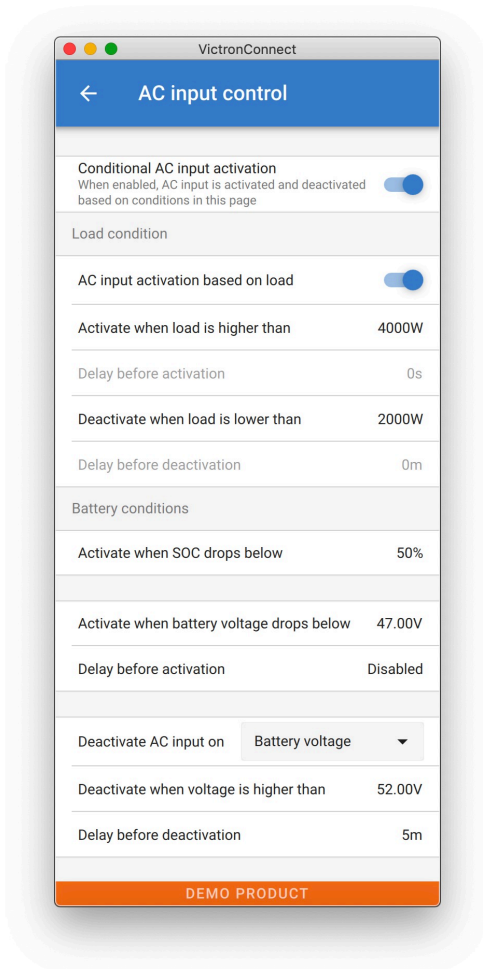 VictronConnect
AC input control
Conditional AC input activation
When enabled, AC input is activated and deactivated
based on conditions in this page
Load condition
AC input activation based on load
Activate when load is higher than 4000W
Delay before activation 0s
Deactivate when load is lower than 2000W
Delay before deactivation 0m
Battery conditions
Activate when SOC drops below 50%
Activate when battery voltage drops below 47.00V
Delay before activation Disabled
Deactivate AC input on Battery voltage
Deactivate when voltage is higher than 52.00V
Delay before deactivation 5m
DEMO PRODUCT